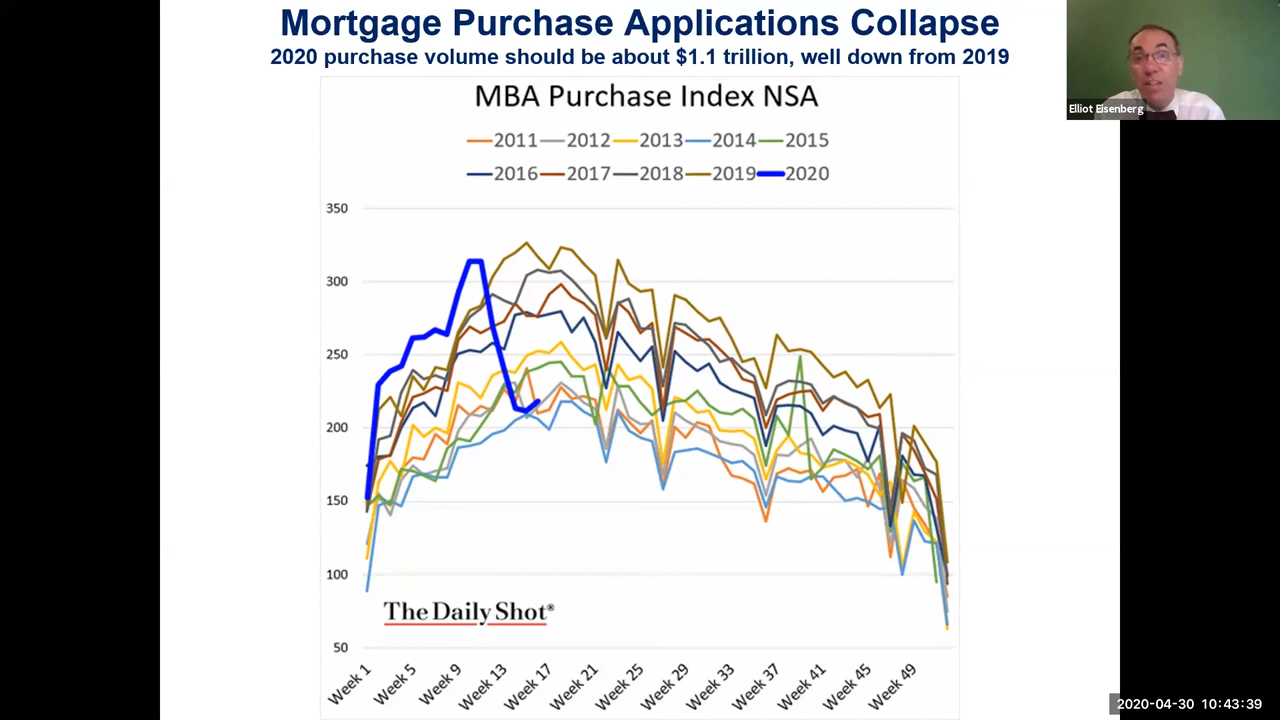 Mortgage Purchase Applications Collapse
2020 purchase volume should be about $1.1 trillion, well down from 2019
Elliot Eisenberg
MBA Purchase Index NSA
2011 2012 2013 2014 2015
2016 2017 2018 2019 2020
350
300
250
200
150
100
50
The Daily Shot®
Week 1 Week 5 Week 9 Week 13 Week 17 Week 21 Week 25 Week 29 Week 33 Week 37 Week 41 Week 45 Week 49
2020-04-30 10:43:39